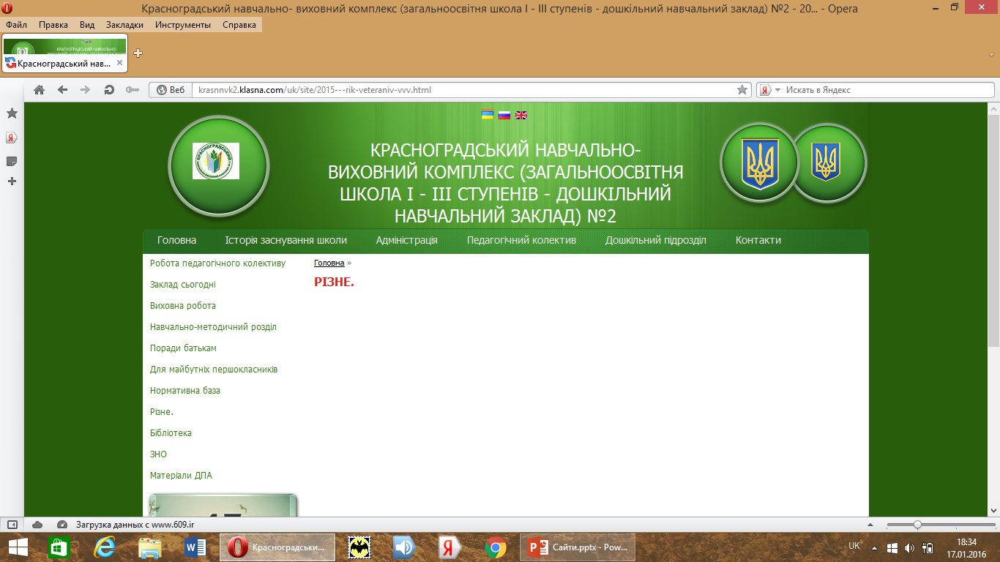 Красноградський навчально- виховний комплекс (загальноосвітня школа І - ІІІ ступенів - дошкільний навчальний заклад) №2 - 20... - Opera
Файл Правка Вид Закладки Инструменты Справка
Красноградський нав...
Веб krasnnvk2.klasna.com/uk/site/2015---rik-veteraniv-vvv.html
Искать в Яндекс
КРАСНОГРАДСЬКИЙ НАВЧАЛЬНО-
ВИХОВНИЙ КОМПЛЕКС (ЗАГАЛЬНООСВІТНЯ
ШКОЛА І - ІІІ СТУПЕНІВ - ДОШКІЛЬНИЙ
НАВЧАЛЬНИЙ ЗАКЛАД) №2
Головна Історія заснування школи Адміністрація Педагогічний колектив Дошкільний підрозділ Контакти
Робота педагогічного колективу
Заклад сьогодні
Виховна робота
Навчально-методичний розділ
Поради батькам
Для майбутніх першокласників
Нормативна база
Різне.
Бібліотека
ЗНО
Матеріали ДПА
Головна »
РІЗНЕ.
Загрузка данных с www.609.ir
Красноградськи...
Сайти.pptx - Pow...
UK
18:34
17.01.2016